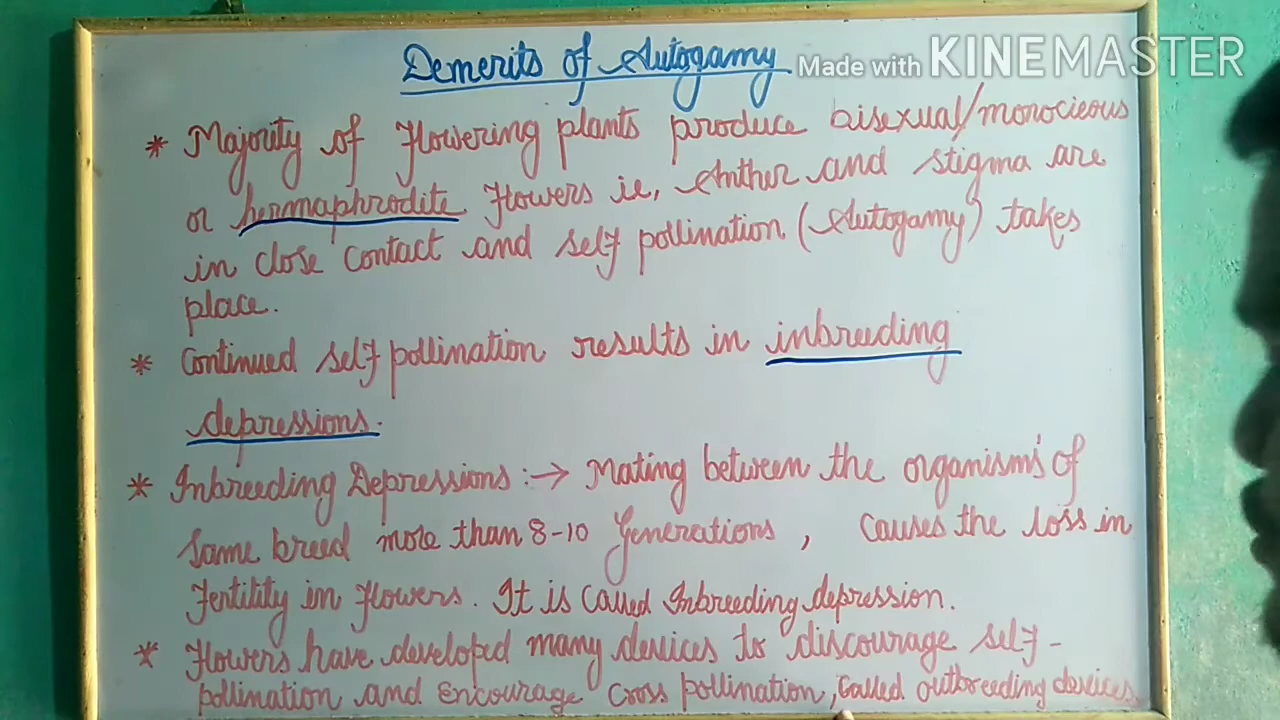 Demerits of Autogamy
Made with KINEMASTER
* Majority of Flowering plants produce bisexual/monocieous
or hermaphrodite Flowers ie, Anther and stigma are
in close contact and self pollination (Autogamy) takes
place.
* Continued self pollination results in inbreeding
depressions.
* Inbreeding Depressions :→ Mating between the organism's of
Same breed more than 8-10 Generations, causes the loss in
Fertility in Flowers. It is called Inbreeding depression.
* Flowers have developed many devices to discourage self-
pollination and Encourage cross pollination, called outbreeding devices.